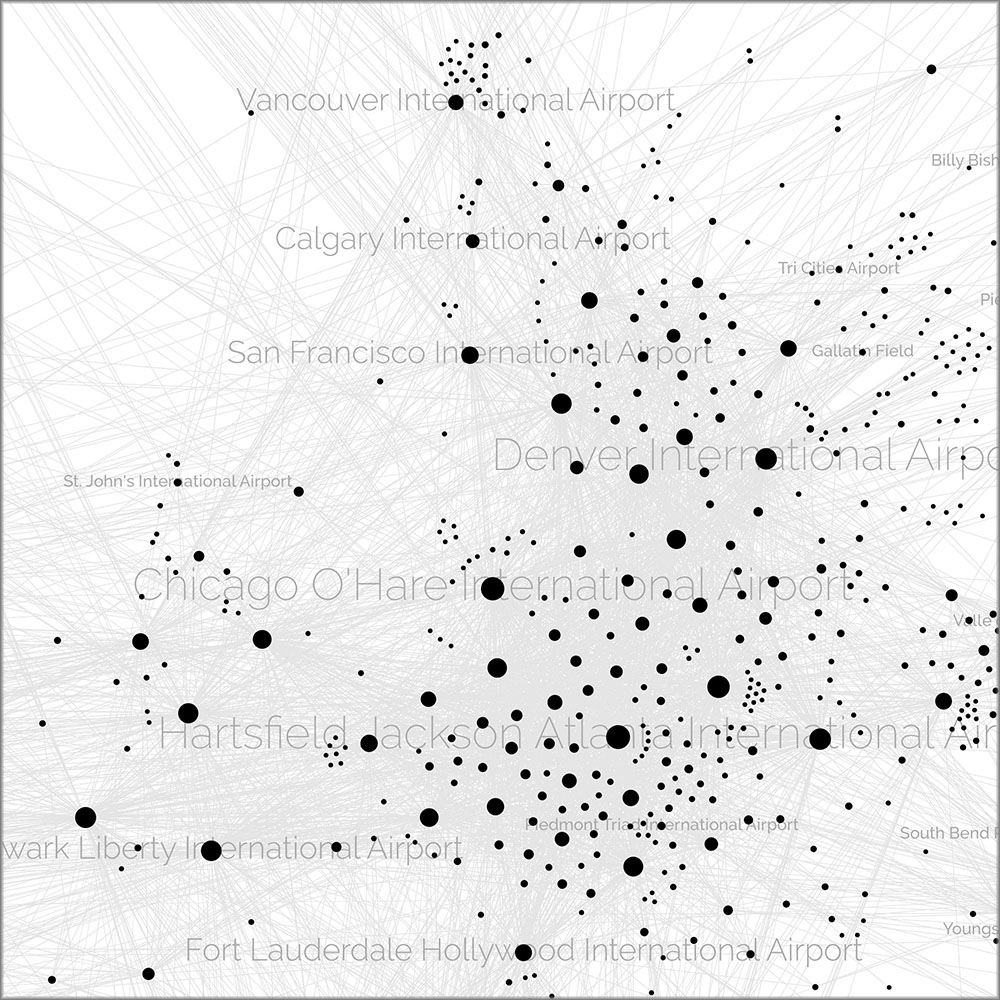 Vancouver International Airport
Billy Bish
Calgary International Airport
Tri Cities Airport
Pie
San Francisco International Airport
Gallatin Field
Denver International Airpo
St. John's International Airport
Chicago O'Hare International Airport
Valle
Hartsfield Jackson Atlanta International Air
Piedmont Triad International Airport
South Bend R
wark Liberty International Airport
Youngs
Fort Lauderdale Hollywood International Airport